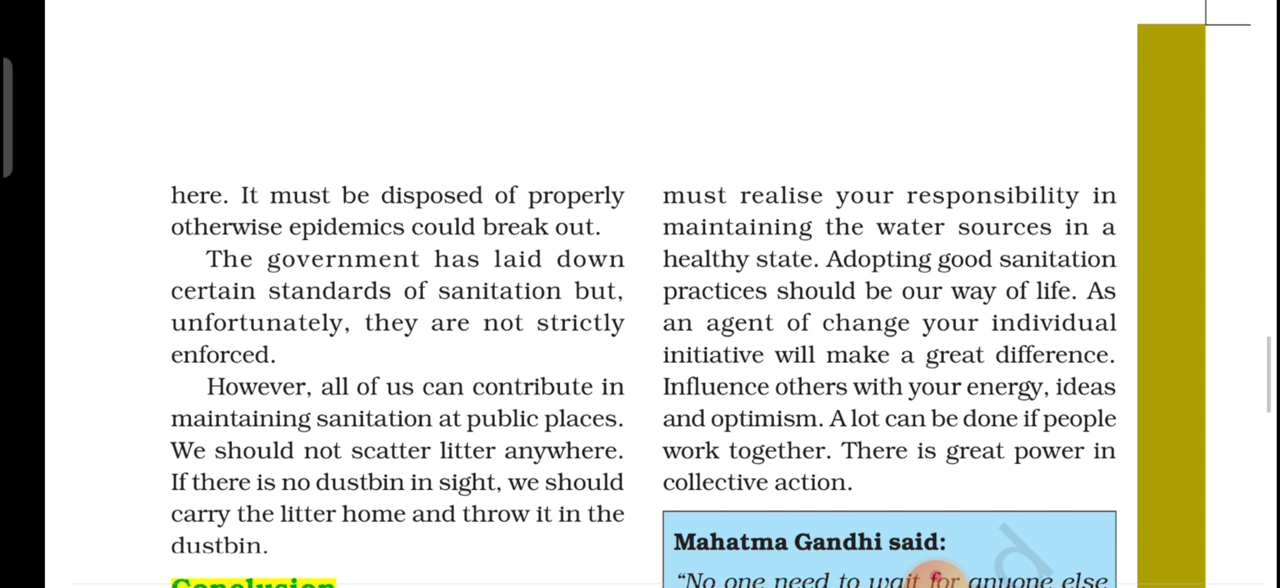 here. It must be disposed of properly
otherwise epidemics could break out.
The government has laid down
certain standards of sanitation but,
unfortunately, they are not strictly
enforced.
However, all of us can contribute in
maintaining sanitation at public places.
We should not scatter litter anywhere.
If there is no dustbin in sight, we should
carry the litter home and throw it in the
dustbin.
Conclusion
must realise your responsibility in
maintaining the water sources in a
healthy state. Adopting good sanitation
practices should be our way of life. As
an agent of change your individual
initiative will make a great difference.
Influence others with your energy, ideas
and optimism. A lot can be done if people
work together. There is great power in
collective action.
Mahatma Gandhi said:
“No one need to wait for anyone else
d